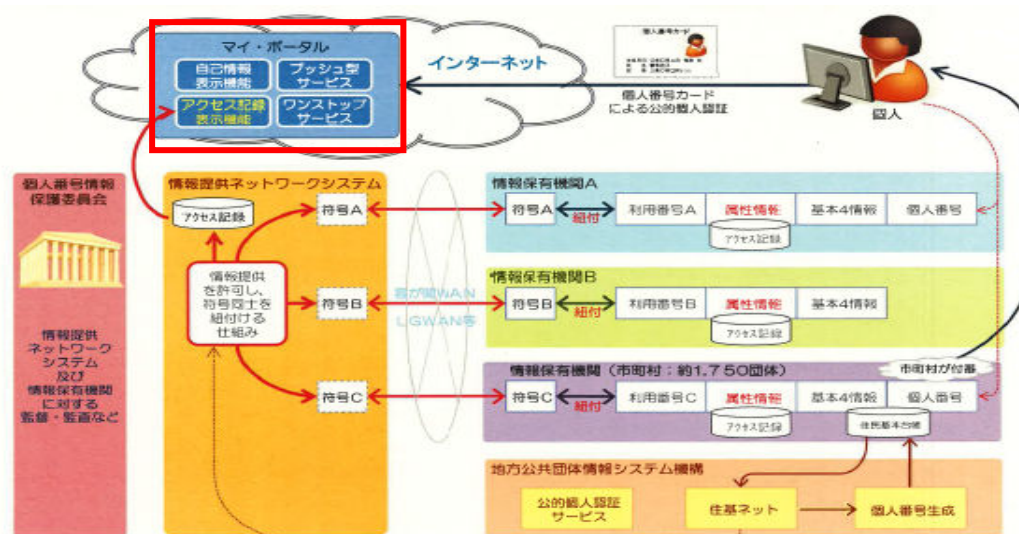 マイ・ポータル
自己情報
表示機能
プッシュ型
サービス
アクセス記録
表示機能
ワンストップ
サービス
インターネット
個人番号カード
個人番号カード
による公的個人認証
個人
個人番号情報
保護委員会
情報提供
ネットワーク
システム
及び
情報保有機関
に対する
監督・監査など
情報提供ネットワークシステム
アクセス記録
情報提供
を許可し、
符号同士を
紐付ける
仕組み
符号A
符号B
符号C
霞が関WAN
LGWAN等
情報保有機関A
符号A
紐付
利用番号A
属性情報
基本4情報
個人番号
アクセス記録
情報保有機関B
符号B
紐付
利用番号B
属性情報
基本4情報
アクセス記録
情報保有機関(市町村:約1,750団体)
市町村が付番
符号C
紐付
利用番号C
属性情報
基本4情報
個人番号
アクセス記録
住民基本台帳
地方公共団体情報システム機構
公的個人認証
サービス
住基ネット
個人番号生成